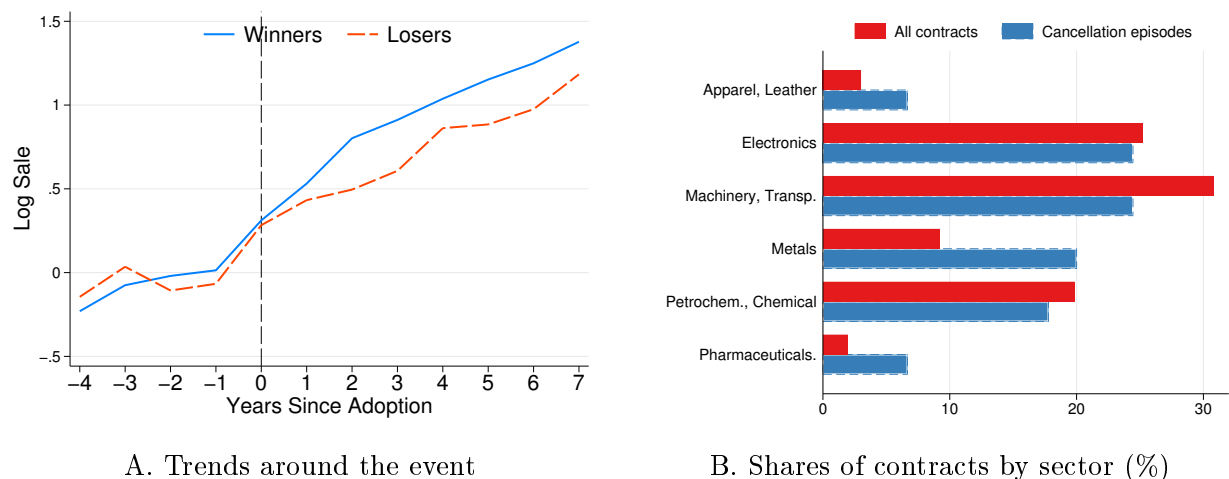 Winners Losers
1.5
1
.5
0
−.5
Log Sale
−4 −3 −2 −1 0 1 2 3 4 5 6 7
Years Since Adoption
A. Trends around the event
All contracts Cancellation episodes
Apparel, Leather
Electronics
Machinery, Transp.
Metals
Petrochem., Chemical
Pharmaceuticals.
0 10 20 30
B. Shares of contracts by sector (%)